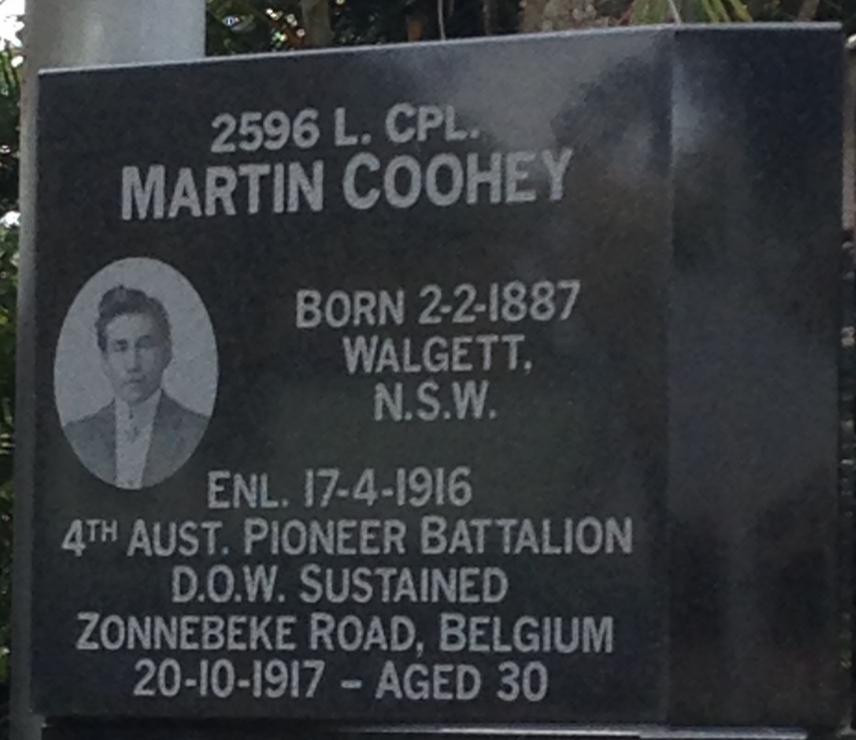 2596 L. CPL.
MARTIN COOHEY
BORN 2-2-1887
WALGETT,
N.S.W.
ENL. 17-4-1916
4TH AUST. PIONEER BATTALION
D.O.W. SUSTAINED
ZONNEBEKE ROAD, BELGIUM
20-10-1917 – AGED 30